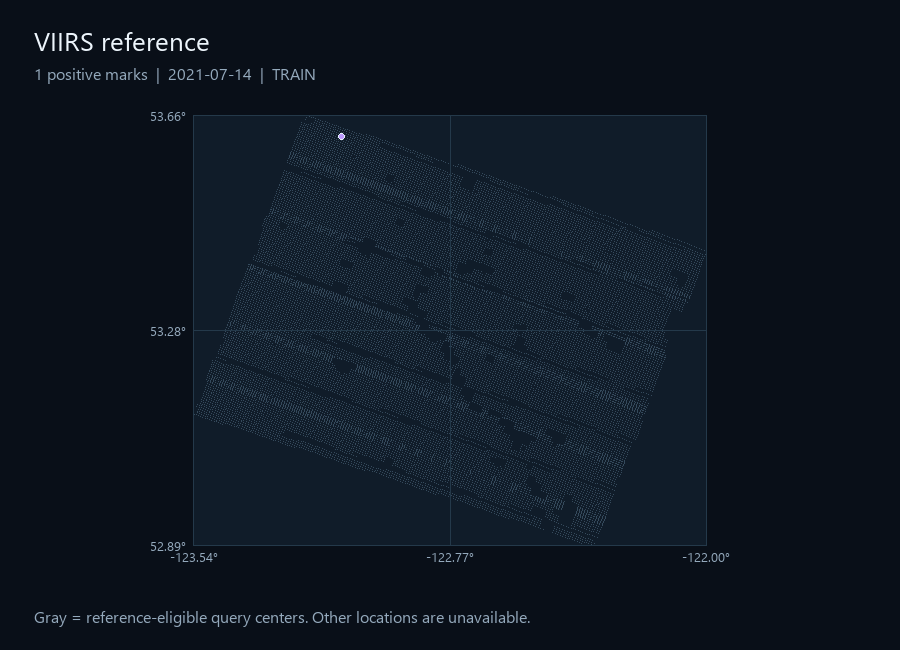 VIIRS reference
1 positive marks | 2021-07-14 | TRAIN
53.66°
53.28°
52.89°
-123.54°
-122.77°
-122.00°
Gray = reference-eligible query centers. Other locations are unavailable.